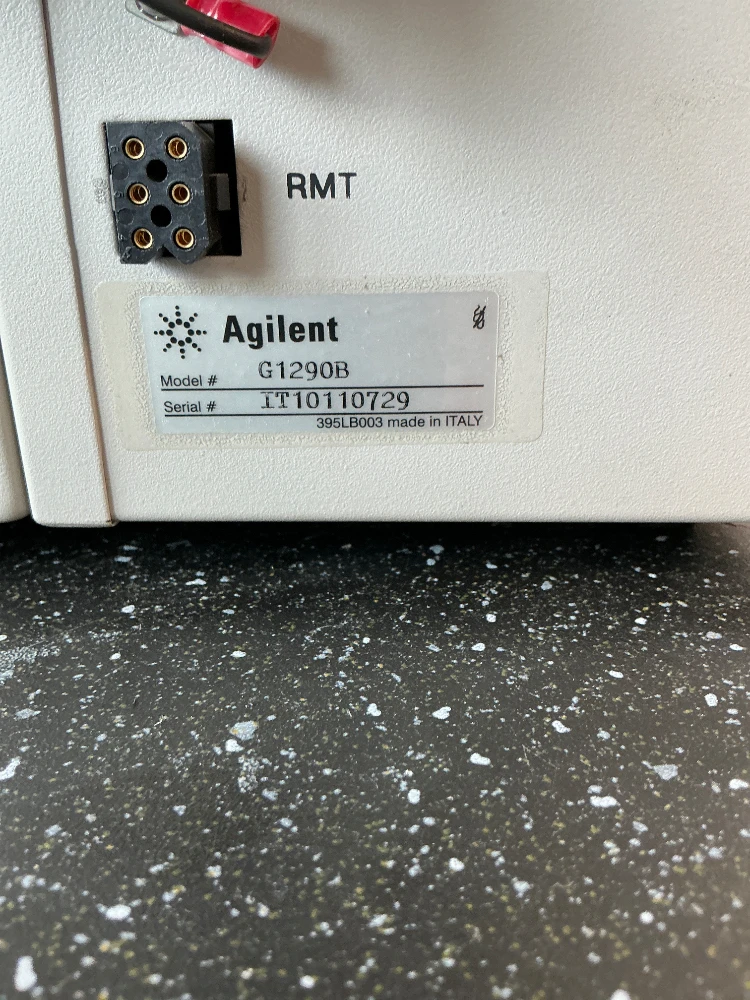 RMT
Agilent
Model # G1290B
Serial # IT10110729
395LB003 made in ITALY